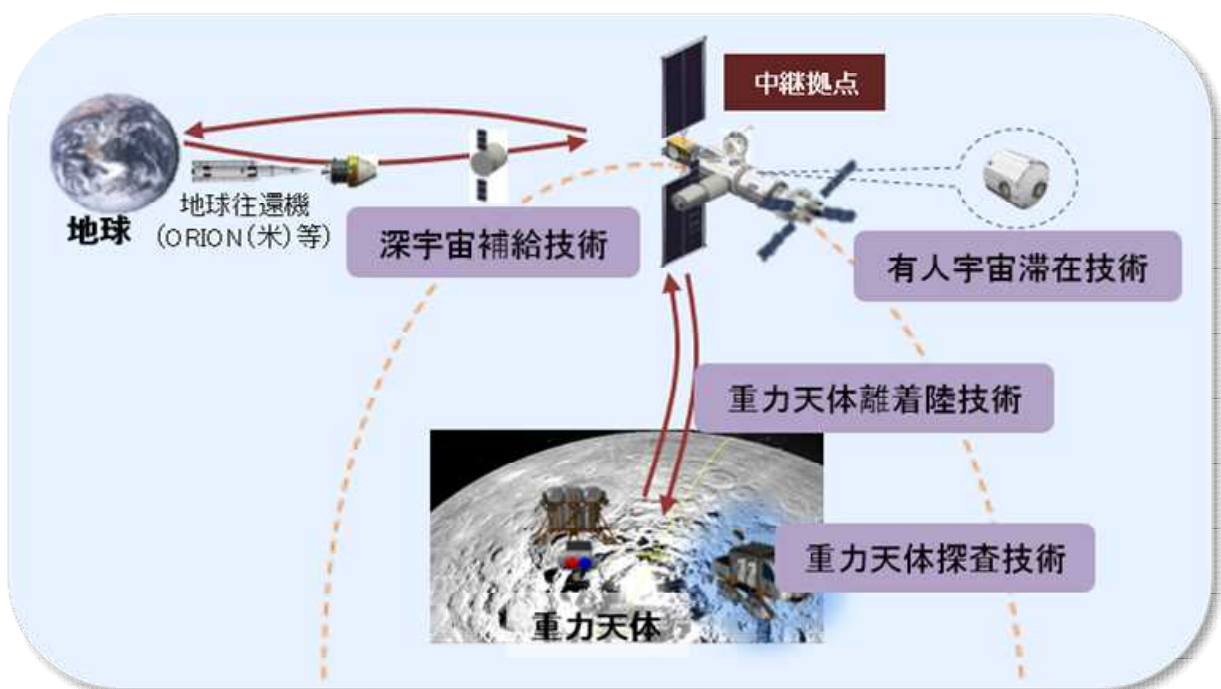 中継拠点
地球往還機
(ORION(米)等)
地球
深宇宙補給技術
有人宇宙滞在技術
重力天体離着陸技術
重力天体探査技術
重力天体